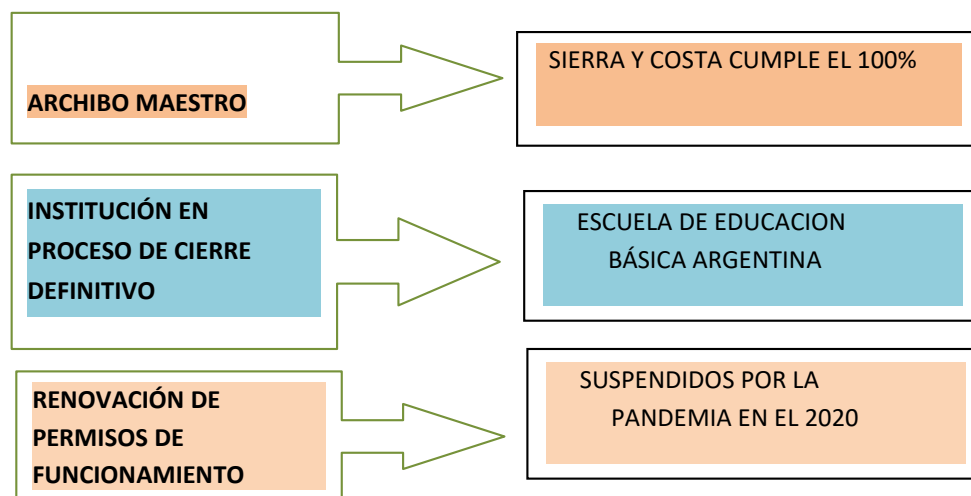 ARCHIBO MAESTRO
SIERRA Y COSTA CUMPLE EL 100%
INSTITUCIÓN EN
PROCESO DE CIERRE
DEFINITIVO
ESCUELA DE EDUCACION
BÁSICA ARGENTINA
RENOVACIÓN DE
PERMISOS DE
FUNCIONAMIENTO
SUSPENDIDOS POR LA
PANDEMIA EN EL 2020